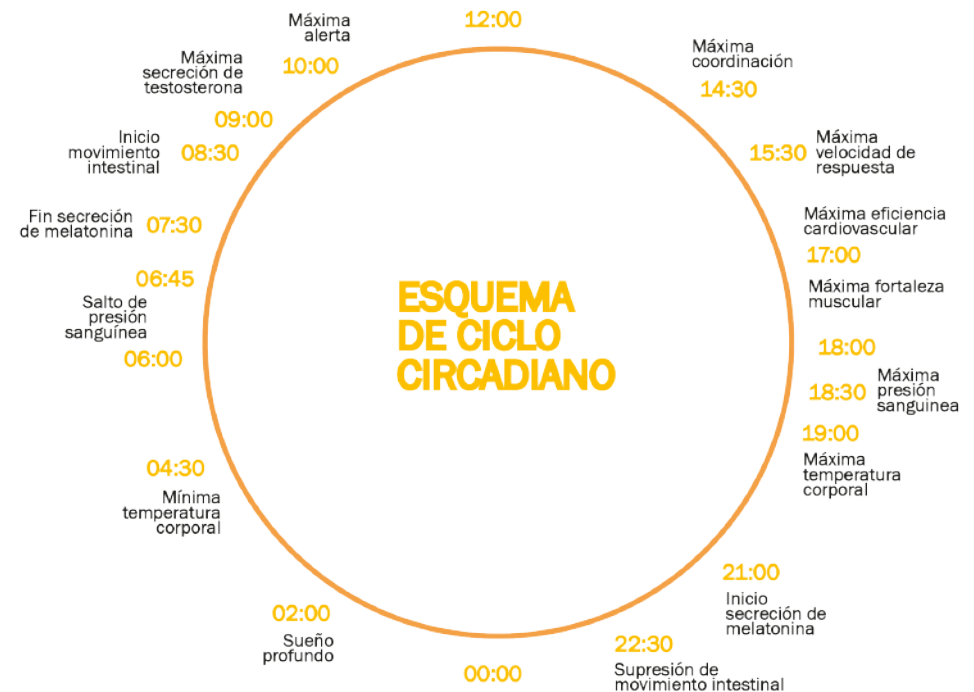 12:00
Máxima
alerta
10:00
Máxima
secreción de
testosterona
09:00
Inicio
movimiento
intestinal
08:30
Fin secreción
de melatonina
07:30
06:45
Salto de
presión
sanguínea
06:00
04:30
Mínima
temperatura
corporal
02:00
Sueño
profundo
00:00
Máxima
coordinación
14:30
15:30
Máxima
velocidad de
respuesta
Máxima eficiencia
cardiovascular
17:00
Máxima fortaleza
muscular
18:00
18:30
Máxima
presión
sanguinea
19:00
Máxima
temperatura
corporal
21:00
Inicio
secreción de
melatonina
22:30
Supresión de
movimiento intestinal
ESQUEMA
DE CICLO
CIRCADIANO